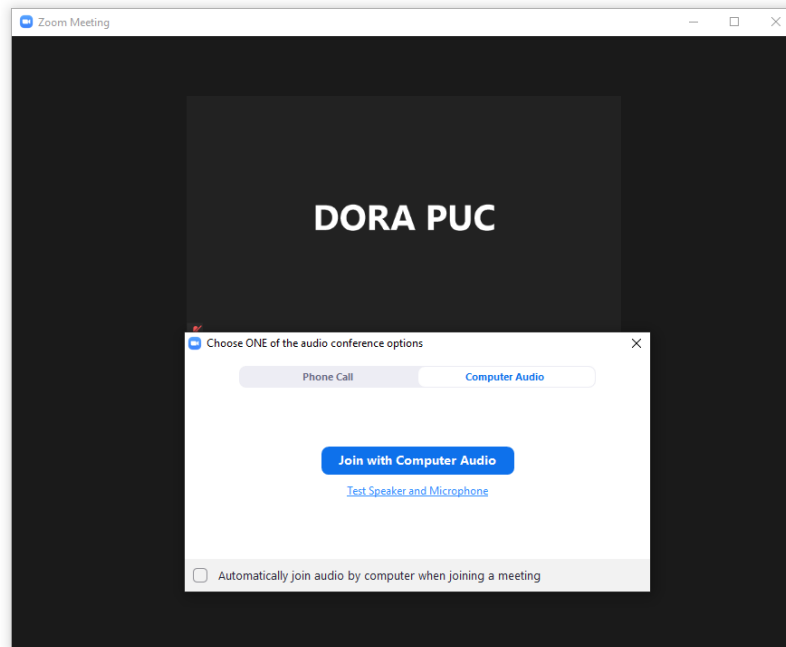 Zoom Meeting
DORA PUC
Choose ONE of the audio conference options
Phone Call
Computer Audio
Join with Computer Audio
Test Speaker and Microphone
Automatically join audio by computer when joining a meeting